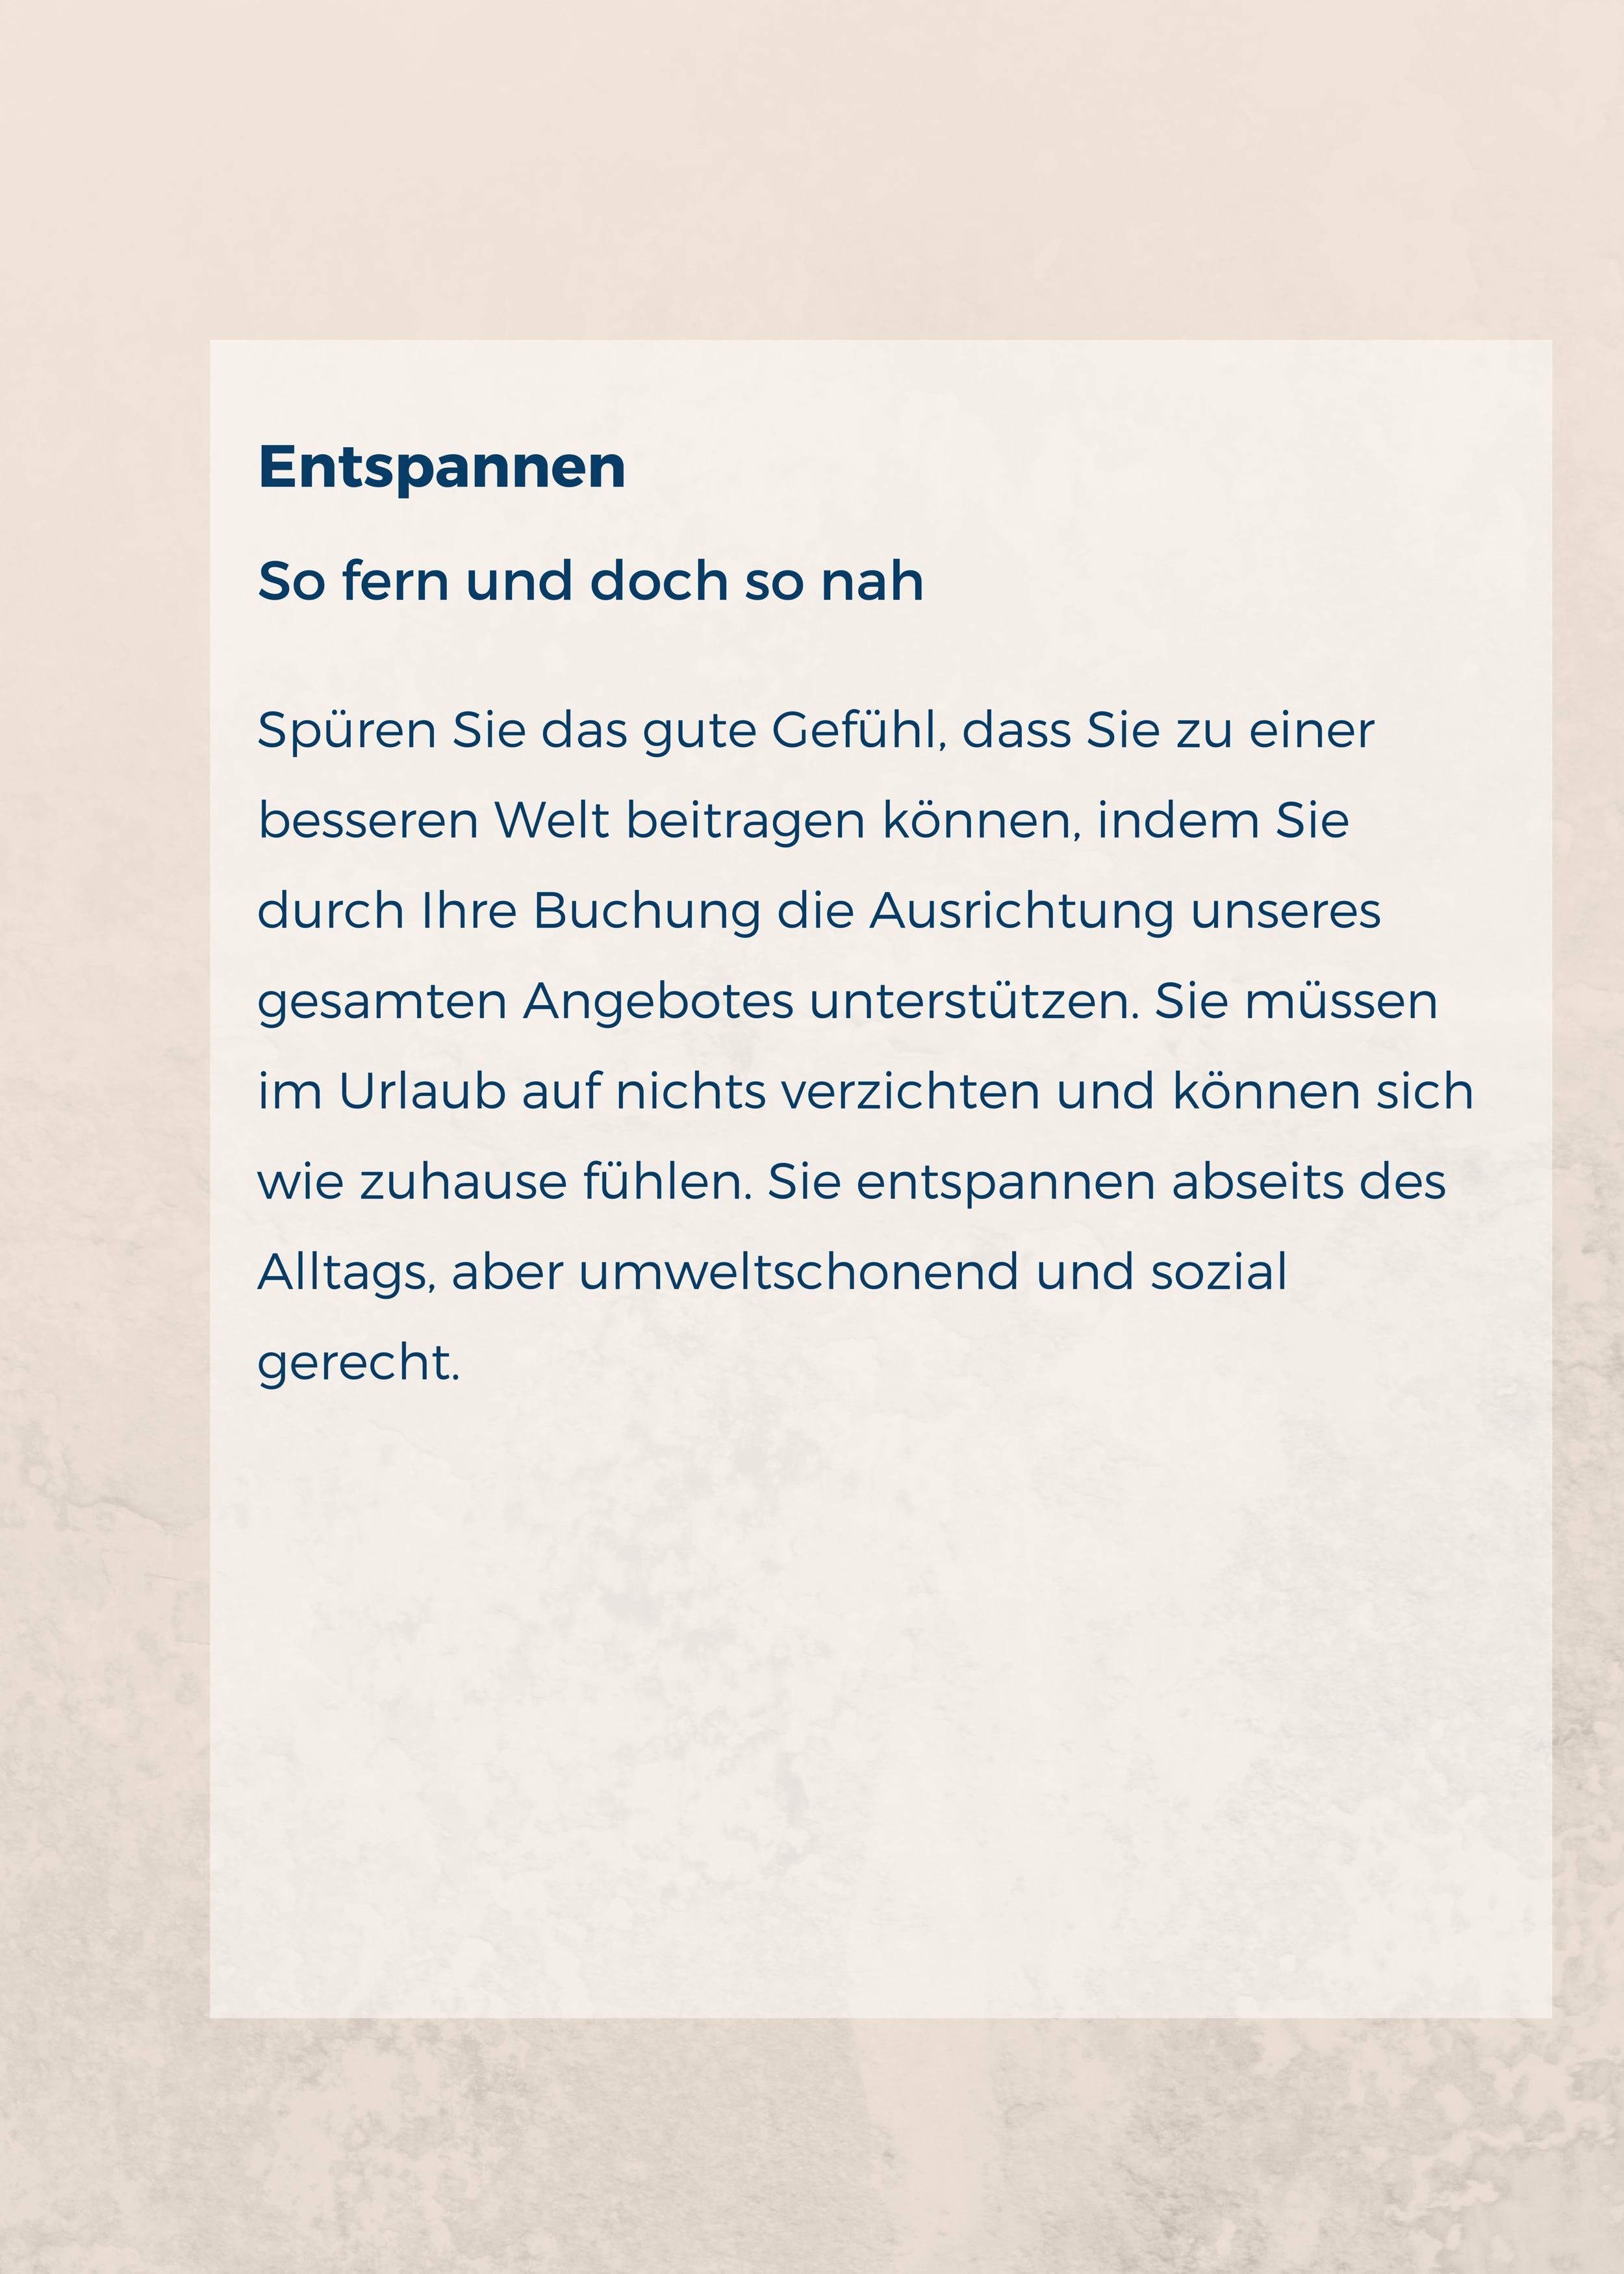 Entspannen
So fern und doch so nah
Spüren Sie das gute Gefühl, dass Sie zu einer
besseren Welt beitragen können, indem Sie
durch Ihre Buchung die Ausrichtung unseres
gesamten Angebotes unterstützen. Sie müssen
im Urlaub auf nichts verzichten und können sich
wie zuhause fühlen. Sie entspannen abseits des
Alltags, aber umweltschonend und sozial
gerecht.